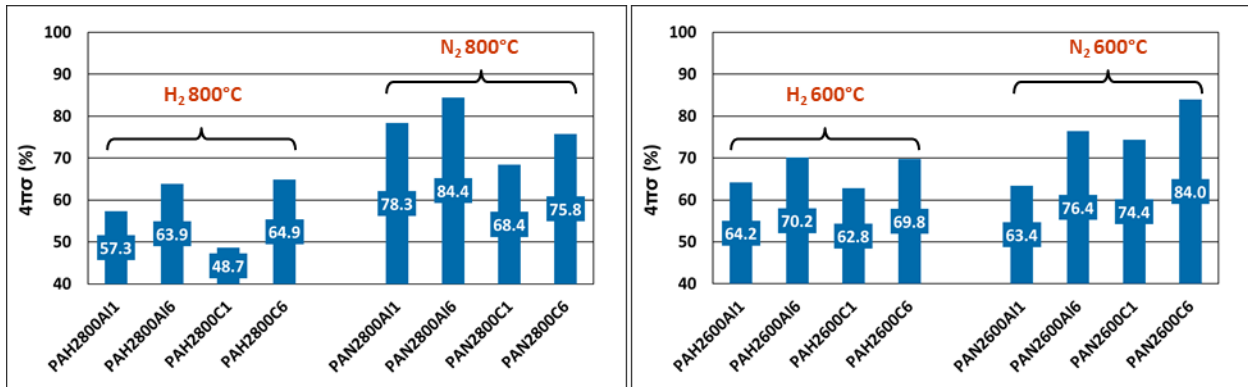 100
90
80
70
60
50
40
4πσ (%)
H₂ 800°C
N₂ 800°C
57.3
63.9
48.7
64.9
78.3
84.4
68.4
75.8
PAH2800Al1
PAH2800Al6
PAH2800C1
PAH2800C6
PAN2800Al1
PAN2800Al6
PAN2800C1
PAN2800C6
100
90
80
70
60
50
40
4πσ (%)
H₂ 600°C
N₂ 600°C
64.2
70.2
62.8
69.8
63.4
76.4
74.4
84.0
PAH2600Al1
PAH2600Al6
PAH2600C1
PAH2600C6
PAN2600Al1
PAN2600Al6
PAN2600C1
PAN2600C6